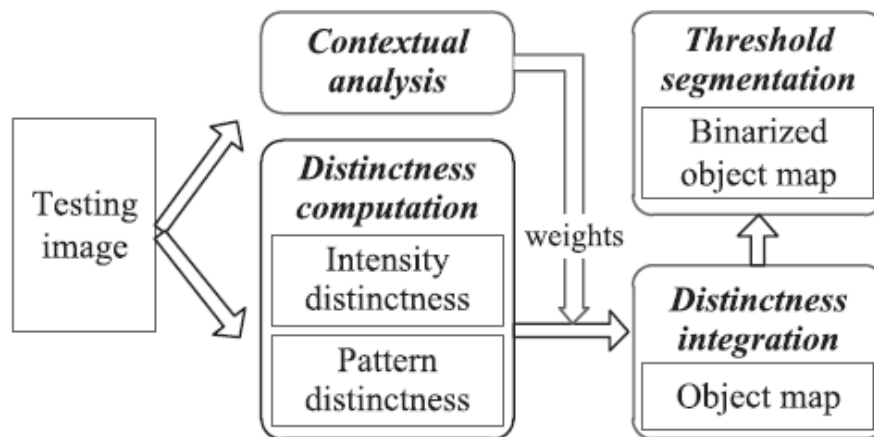 Testing
image
Contextual
analysis
Distinctness
computation
Intensity
distinctness
Pattern
distinctness
weights
Threshold
segmentation
Binarized
object map
Distinctness
integration
Object map